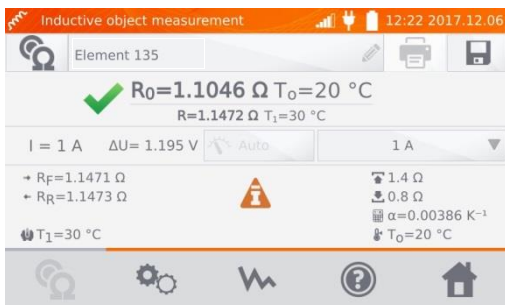 Inductive object measurement 12:22 2017.12.06
Element 135
R0=1.1046 Ω To=20 °C
R=1.1472 Ω T1=30 °C
I = 1 A ΔU= 1.195 V Auto 1 A
RF=1.1471 Ω 1.4 Ω
RR=1.1473 Ω 0.8 Ω
α=0.00386 K⁻¹
T1=30 °C To=20 °C